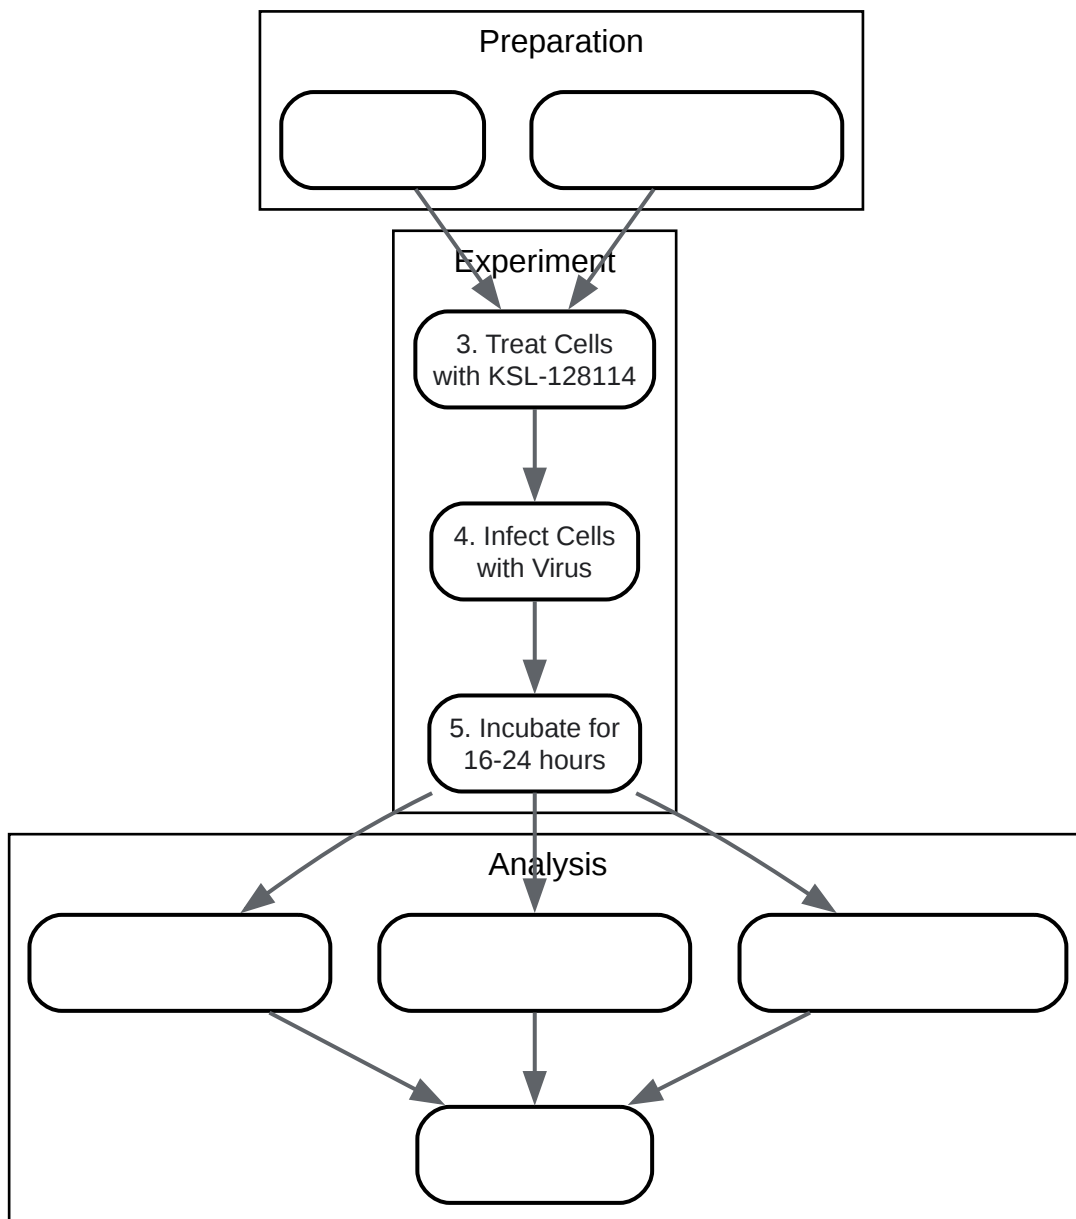 Preparation
Experiment
3. Treat Cells
with KSL-128114
4. Infect Cells
with Virus
5. Incubate for
16-24 hours
Analysis